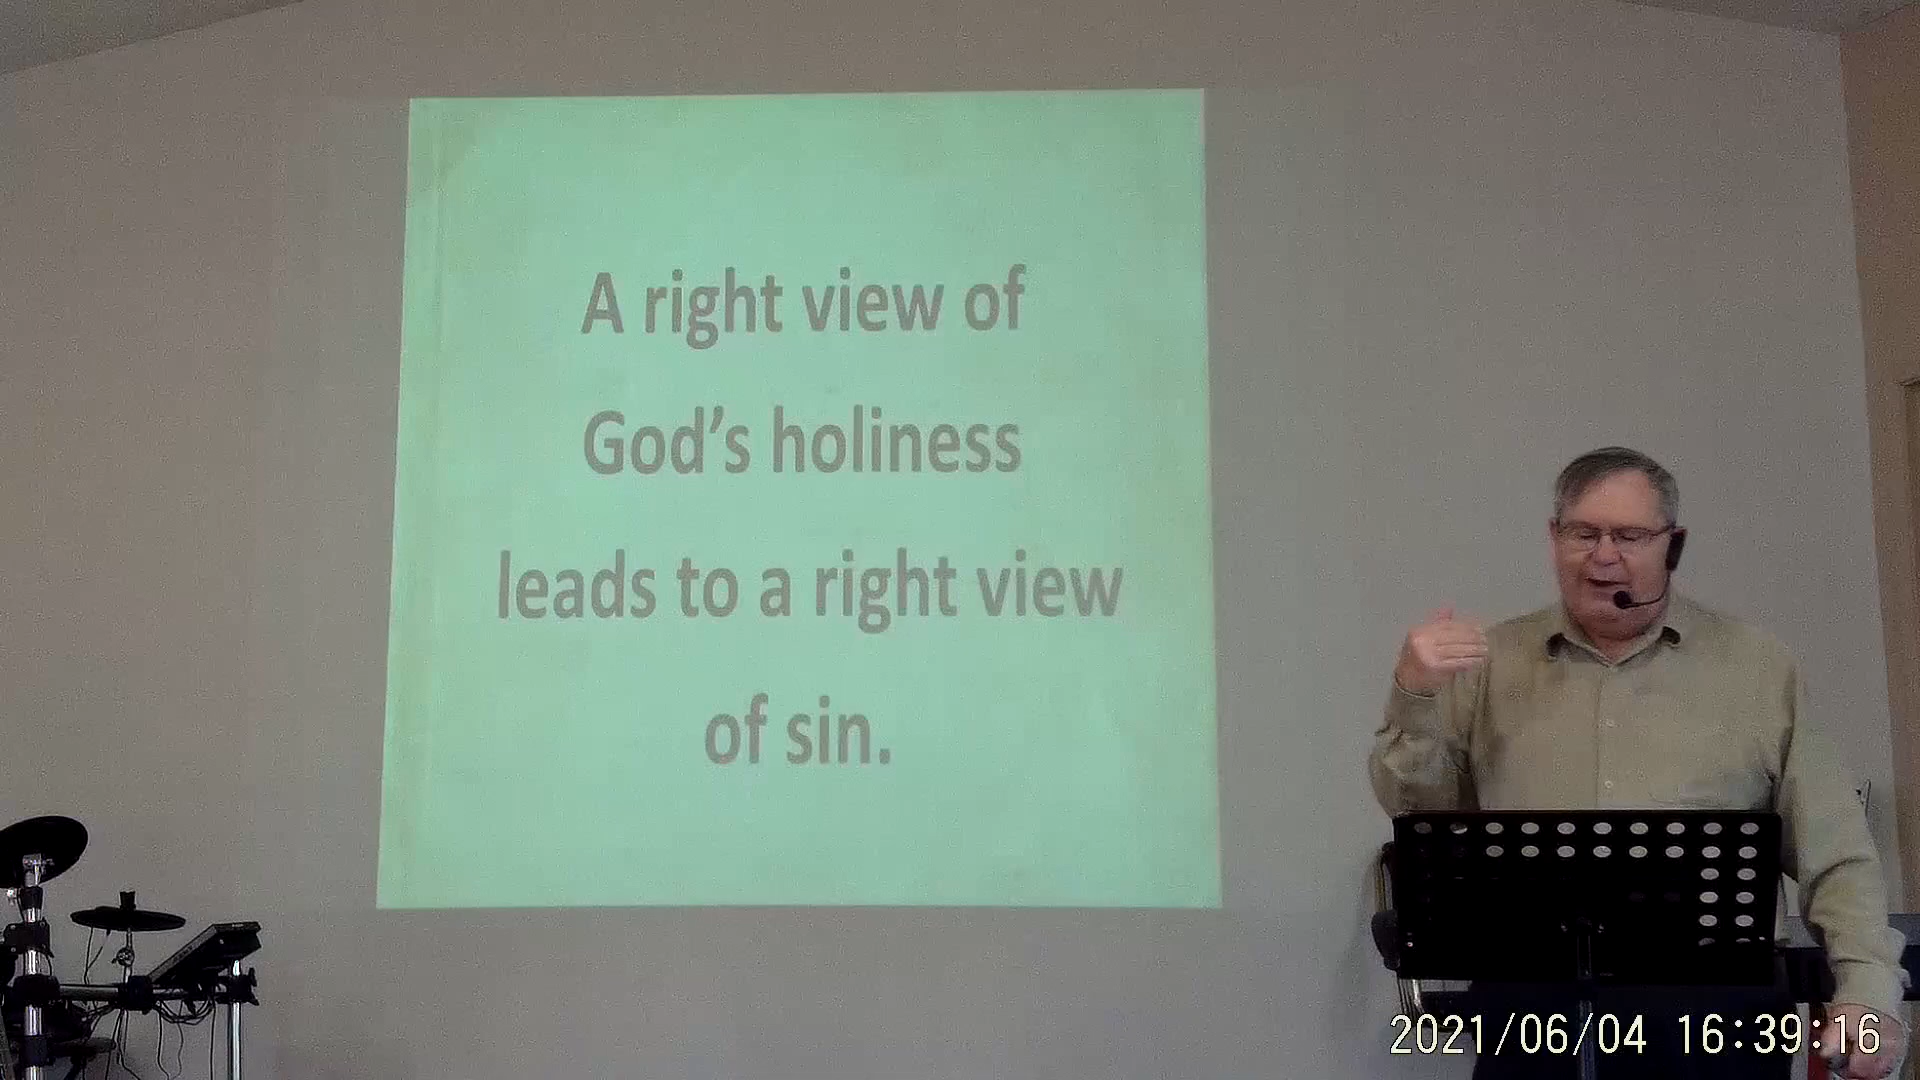 A right view of
God’s holiness
leads to a right view
of sin.
2021/06/04 16:39:16